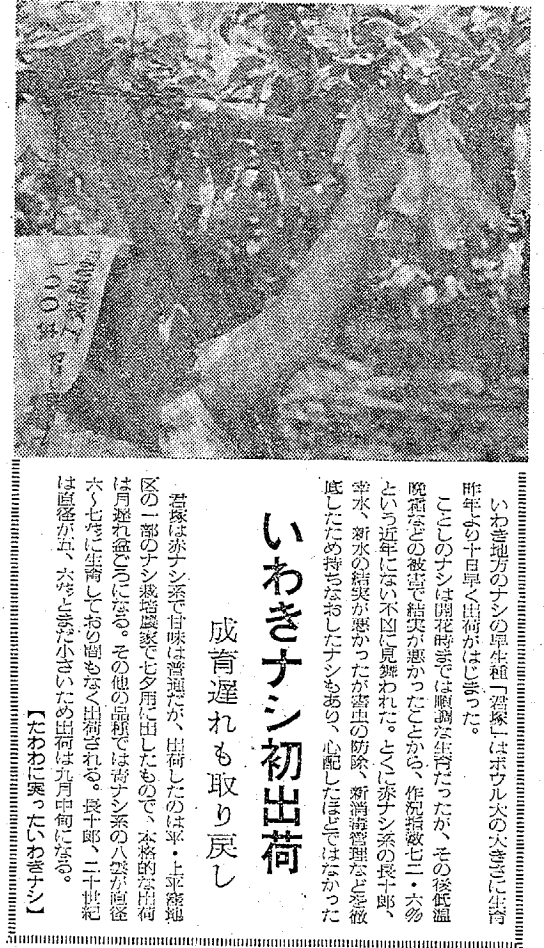 いわきナシ初出荷
成育遅れも取り戻し
いわき地方のナシの早生種「君塚」はボウル大の大きさに生育
昨年より十日早く出荷がはじまった。
ことしのナシは開花時までは順調な生育だったが、その後低温
晩霜などの被害で結実が悪かったことから、作況指数七二・六㌫
という近年にない不凶に見舞われた。とくに赤ナシ系の長十郎、
幸水、新水の結実が悪かったが害虫の防除、新消毒管理などを徹
底したため持ちなおしたナシもあり、心配したほどではなかった
君塚は赤ナシ系で甘味は普通だが、出荷したのは平・上平窪地
区の一部のナシ栽培農家で七夕用に出したもので、本格的な出荷
は月遅れ盆ごろになる。その他の品種では青ナシ系の八雲が直径
六〜七㌢に生育しており間もなく出荷される。長十郎、二十世紀
は直径が五、六㌢とまだ小さいため出荷は九月中旬になる。
【たわわに実ったいわきナシ】